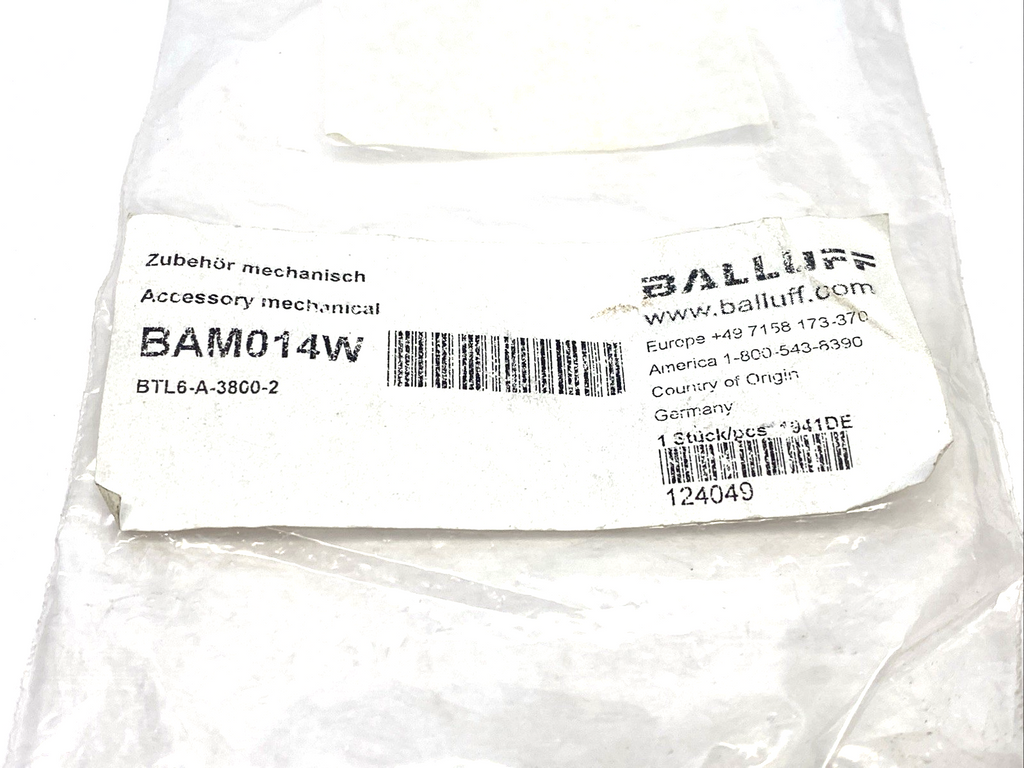 Zubehör mechanisch
Accessory mechanical
BAM014W
BTL6-A-3800-2
BALLUFF
www.balluff.com
Europe +49 7158 173-370
America 1-800-543-8390
Country of Origin
Germany
1 Stück/pcs 1941DE
124049